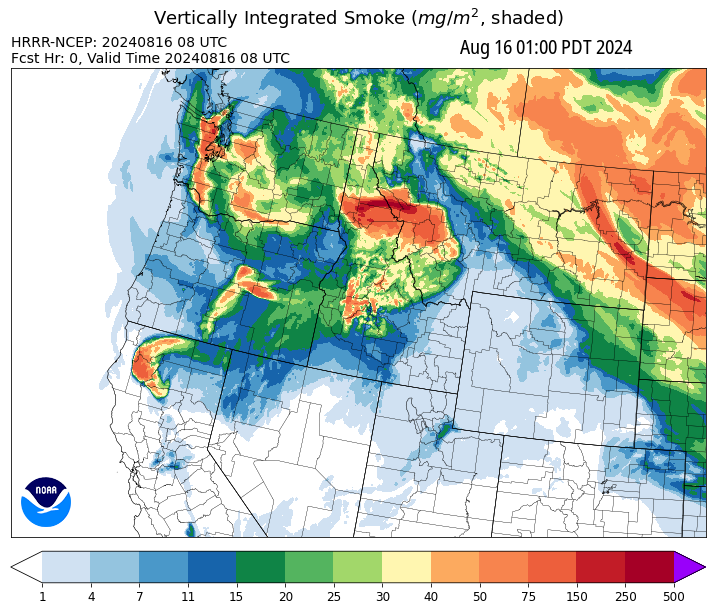 Vertically Integrated Smoke (mg/m², shaded)
HRRR-NCEP: 20240816 08 UTC
Aug 16 01:00 PDT 2024
Fcst Hr: 0, Valid Time 20240816 08 UTC
NOAA
1 4 7 11 15 20 25 30 40 50 75 150 250 500